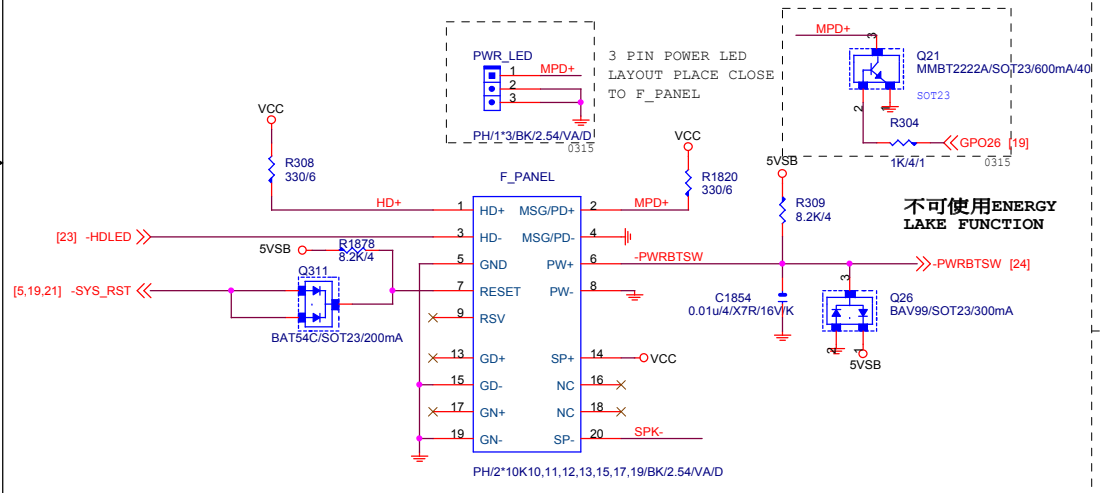 PWR_LED
1
MPD+
2
3
PH/1*3/BK/2.54/VA/D
0315
3 PIN POWER LED
LAYOUT PLACE CLOSE
TO F_PANEL
MPD+
3
Q21
MMBT2222A/SOT23/600mA/40
SOT23
2
1
R304
1K/4/1
GPO26 [19]
0315
VCC
R308
330/6
VCC
R1820
330/6
5VSB
R309
8.2K/4
不可使用ENERGY
LAKE FUNCTION
F_PANEL
HD+
1 HD+ MSG/PD+ 2
MPD+
[23] -HDLED
3 HD- MSG/PD- 4
5VSB
R1878
8.2K/4
5 GND PW+ 6
-PWRBTSW
-PWRBTSW [24]
Q311
[5,19,21] -SYS_RST
7 RESET PW- 8
BAT54C/SOT23/200mA
9 RSV
C1854
0.01u/4/X7R/16V/K
3
Q26
BAV99/SOT23/300mA
2
1
5VSB
13 GD+ SP+ 14
VCC
15 GD- NC 16
17 GN+ NC 18
19 GN- SP- 20
SPK-
PH/2*10K10,11,12,13,15,17,19/BK/2.54/VA/D